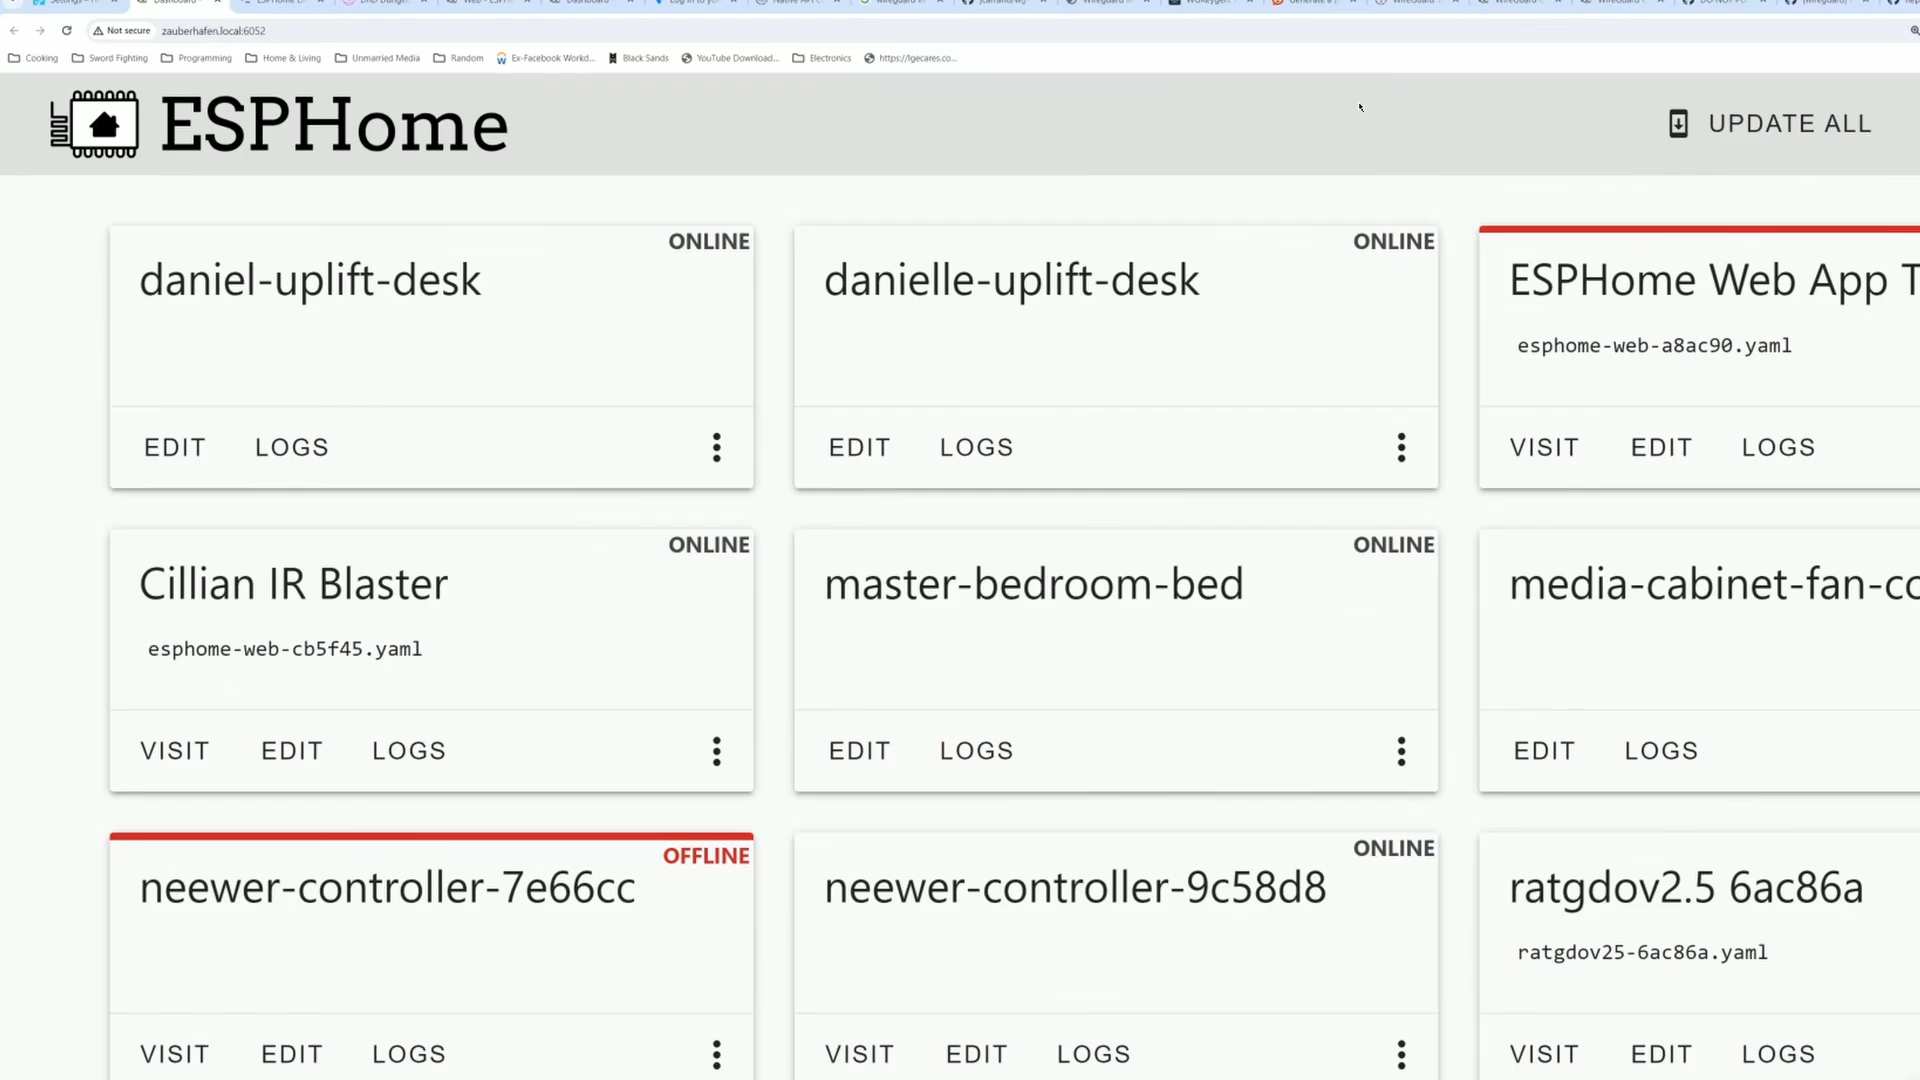 Not secure zauberhafen.local:6052
Cooking Sword Fighting Programming Home & Living Unmarried Media Random Ex-Facebook Workd... Black Sands YouTube Download... Electronics https://lgecares.co...
ESPHome
UPDATE ALL
ONLINE
daniel-uplift-desk
EDIT LOGS
ONLINE
danielle-uplift-desk
EDIT LOGS
ESPHome Web App T
esphome-web-a8ac90.yaml
VISIT EDIT LOGS
ONLINE
Cillian IR Blaster
esphome-web-cb5f45.yaml
VISIT EDIT LOGS
ONLINE
master-bedroom-bed
EDIT LOGS
media-cabinet-fan-co
EDIT LOGS
OFFLINE
neewer-controller-7e66cc
VISIT EDIT LOGS
ONLINE
neewer-controller-9c58d8
VISIT EDIT LOGS
ratgdov2.5 6ac86a
ratgdov25-6ac86a.yaml
VISIT EDIT LOGS